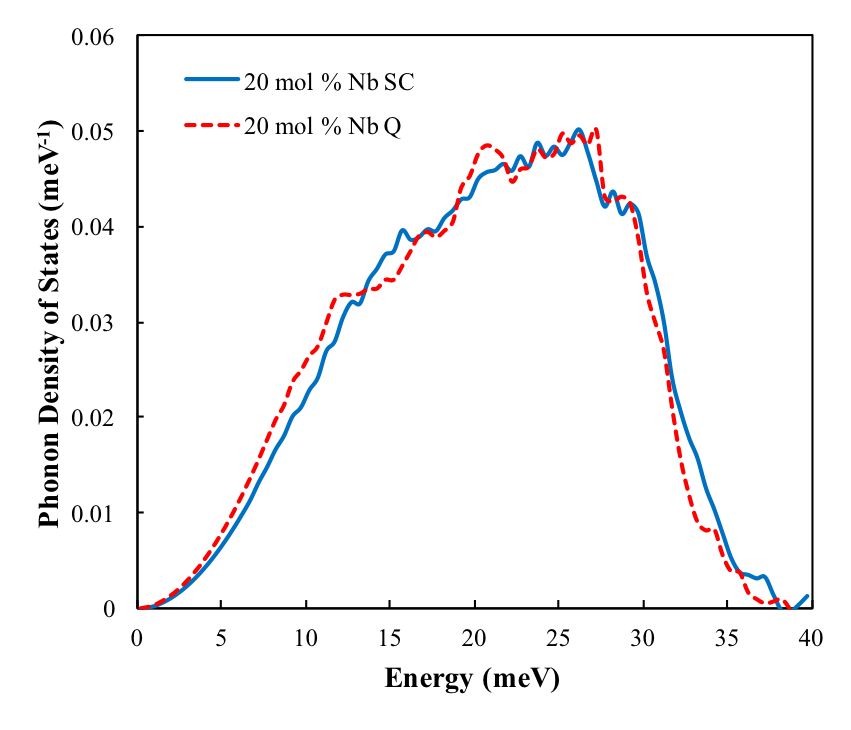 0.06
0.05
0.04
0.03
0.02
0.01
0
Phonon Density of States (meV⁻¹)
20 mol % Nb SC
20 mol % Nb Q
0 5 10 15 20 25 30 35 40
Energy (meV)